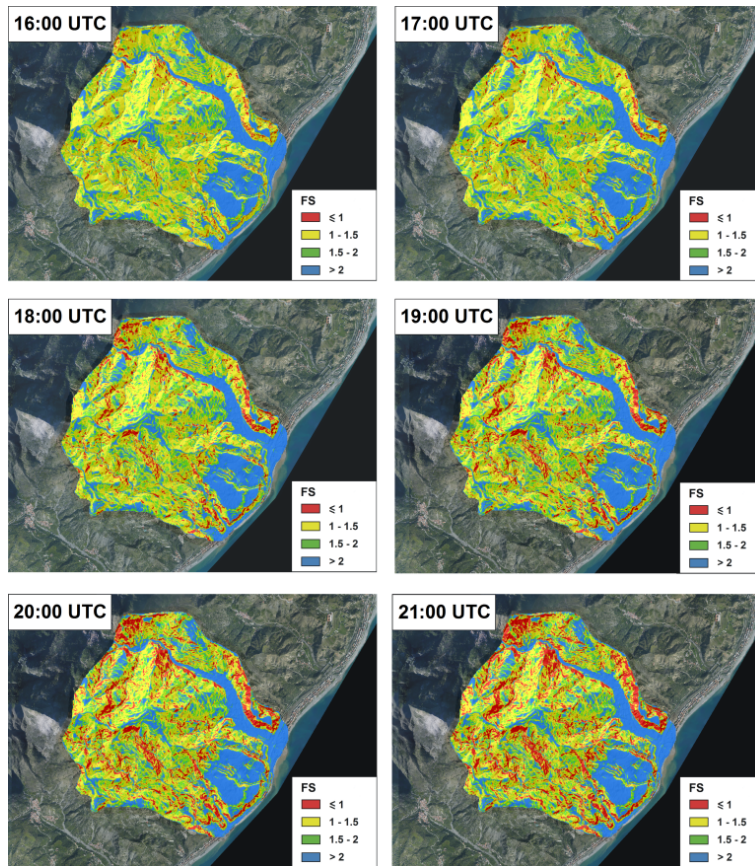 16:00 UTC
FS
⩽ 1
1 - 1.5
1.5 - 2
> 2
17:00 UTC
FS
⩽ 1
1 - 1.5
1.5 - 2
> 2
18:00 UTC
FS
⩽ 1
1 - 1.5
1.5 - 2
> 2
19:00 UTC
FS
⩽ 1
1 - 1.5
1.5 - 2
> 2
20:00 UTC
FS
⩽ 1
1 - 1.5
1.5 - 2
> 2
21:00 UTC
FS
⩽ 1
1 - 1.5
1.5 - 2
> 2